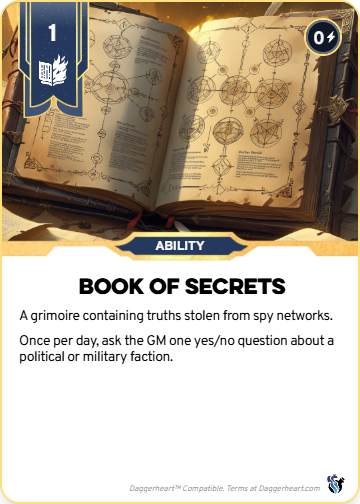 1
0
ABILITY
BOOK OF SECRETS
A grimoire containing truths stolen from spy networks.
Once per day, ask the GM one yes/no question about a
political or military faction.
Daggerheart™ Compatible. Terms at Daggerheart.com